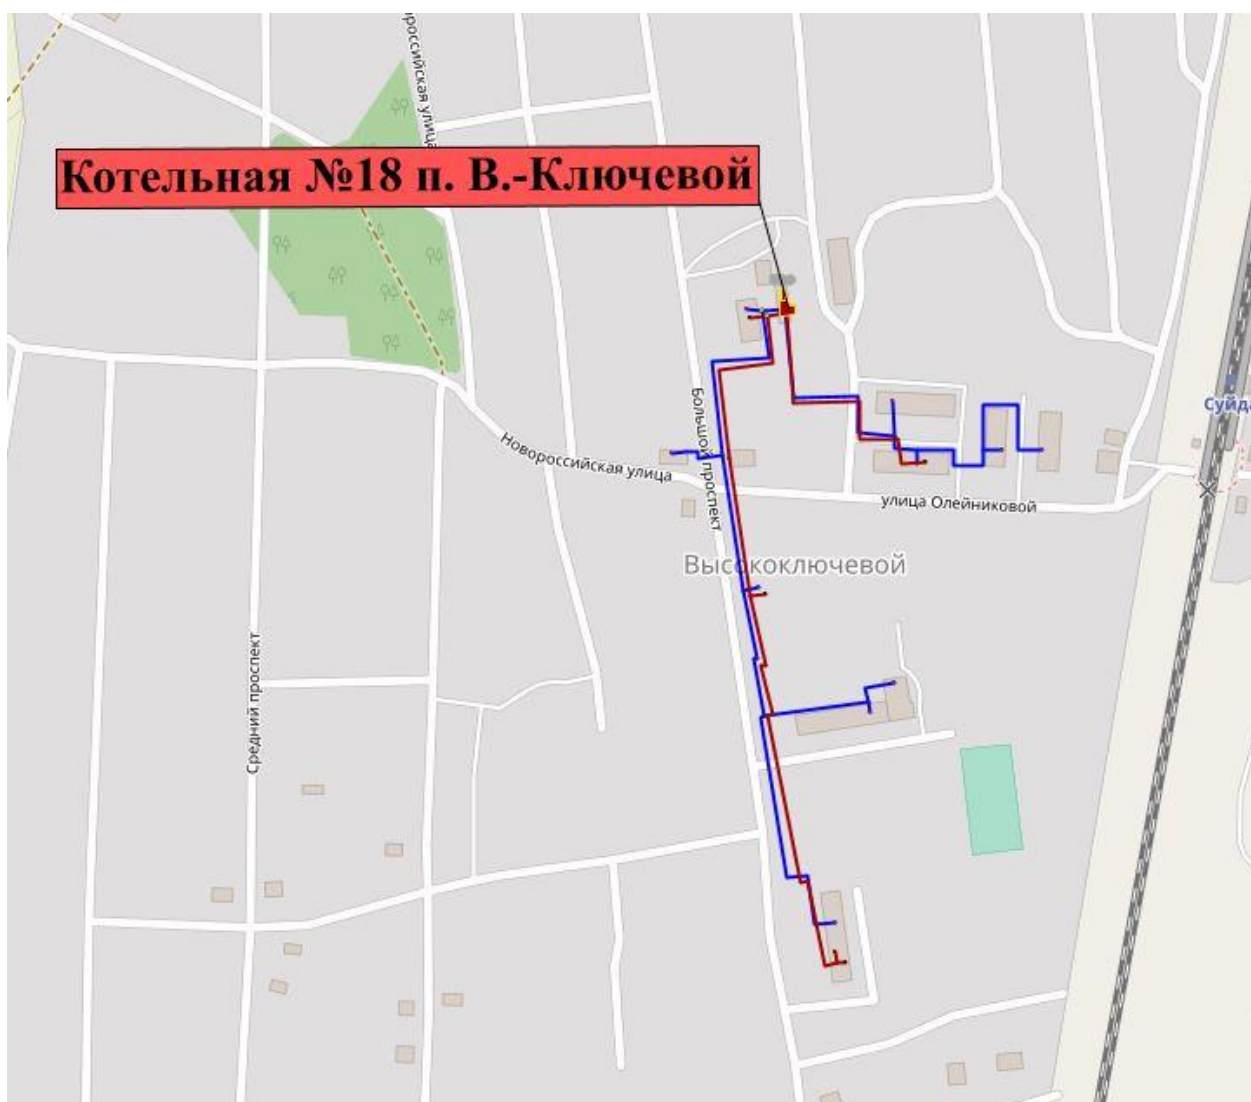 российская улица
Котельная №18 п. В.-Ключевой
Суйда
Большой проспект
Новороссийская улица
улица Олейниковой
Высокоключевой
Средний проспект